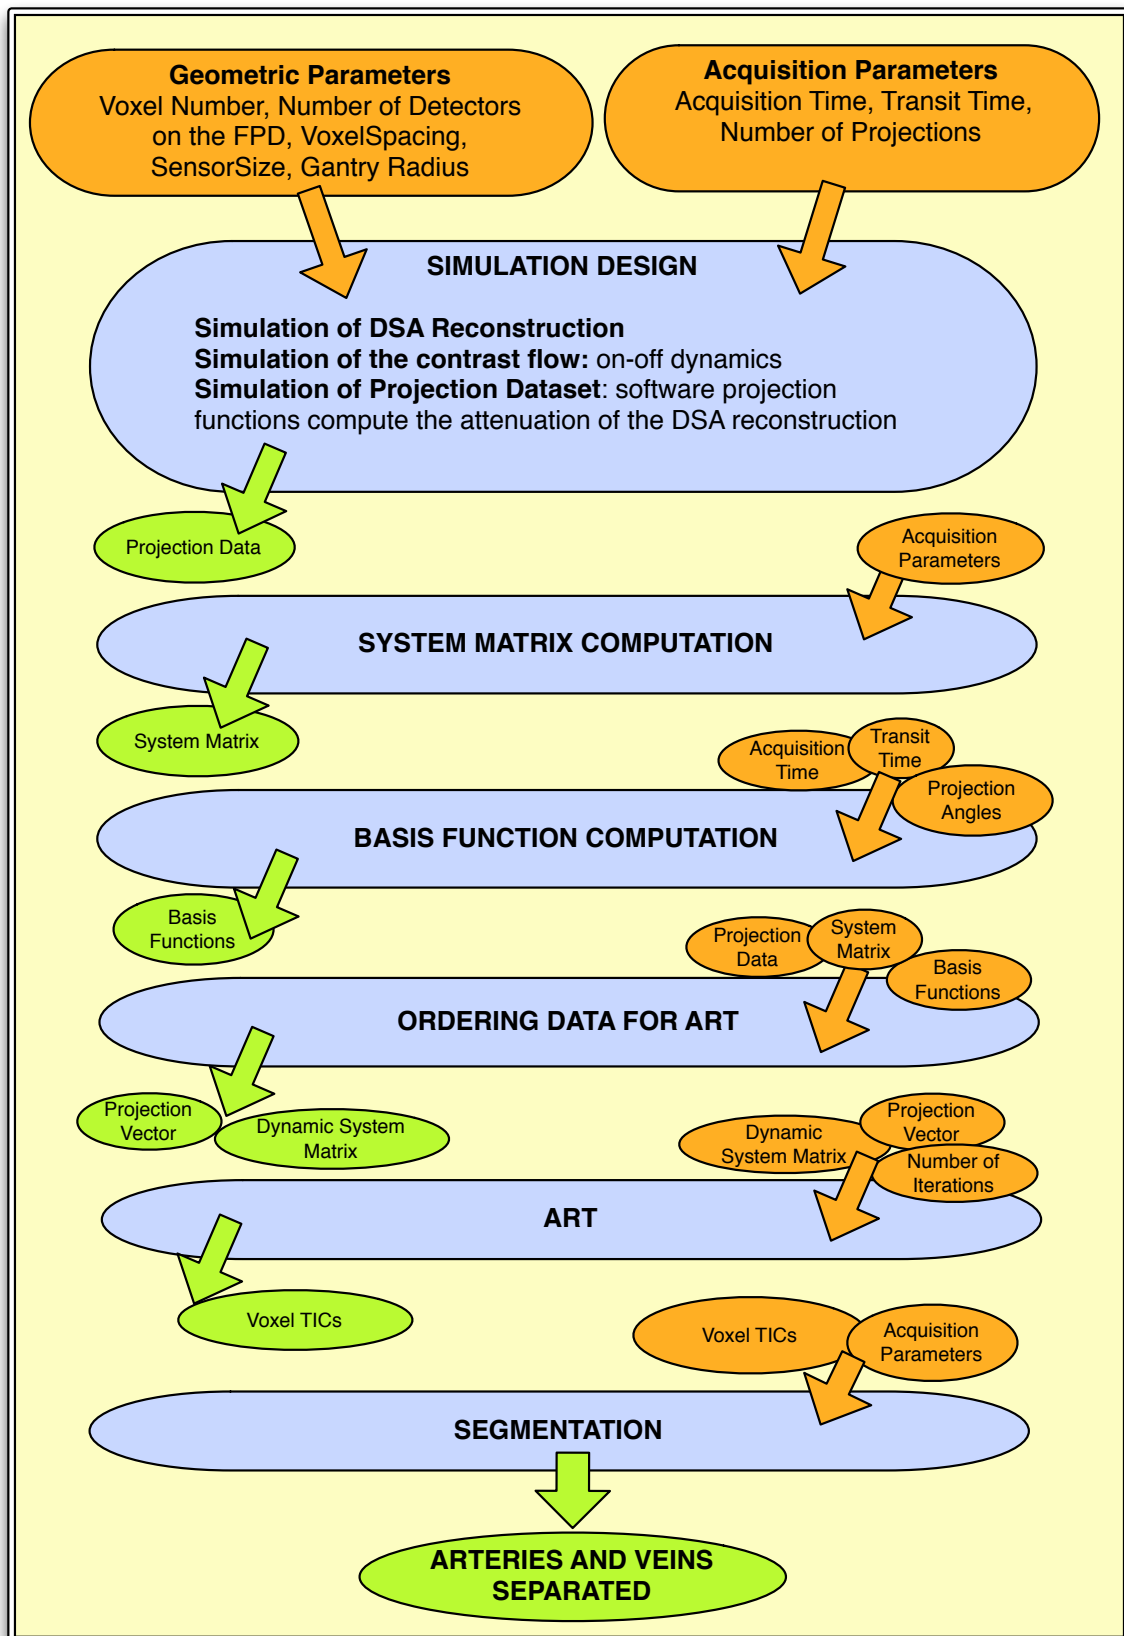 Geometric Parameters
Voxel Number, Number of Detectors
on the FPD, VoxelSpacing,
SensorSize, Gantry Radius
Acquisition Parameters
Acquisition Time, Transit Time,
Number of Projections
SIMULATION DESIGN
Simulation of DSA Reconstruction
Simulation of the contrast flow: on-off dynamics
Simulation of Projection Dataset: software projection
functions compute the attenuation of the DSA reconstruction
Projection Data
Acquisition
Parameters
SYSTEM MATRIX COMPUTATION
System Matrix
Acquisition
Time
Transit
Time
Projection
Angles
BASIS FUNCTION COMPUTATION
Basis
Functions
Projection
Data
System
Matrix
Basis
Functions
ORDERING DATA FOR ART
Projection
Vector
Dynamic System
Matrix
Dynamic
System Matrix
Projection
Vector
Number of
Iterations
ART
Voxel TICs
Voxel TICs
Acquisition
Parameters
SEGMENTATION
ARTERIES AND VEINS
SEPARATED